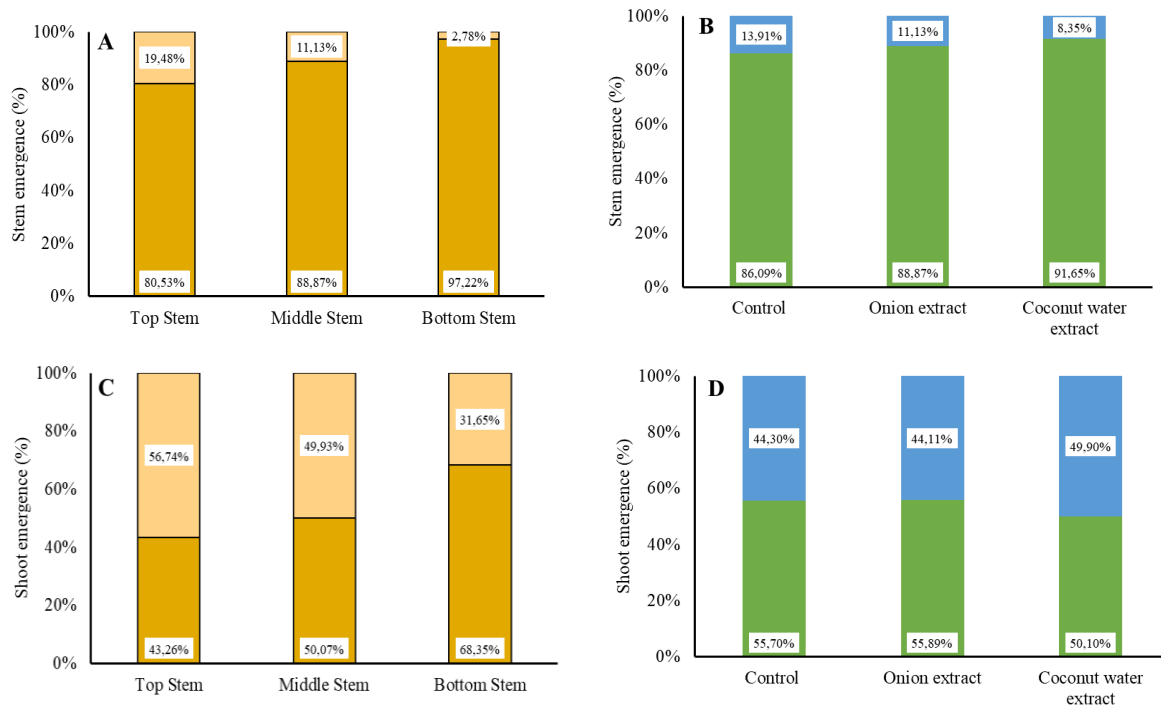 A
Stem emergence (%)
100%
80%
60%
40%
20%
0%
19,48%
11,13%
2,78%
80,53%
88,87%
97,22%
Top Stem
Middle Stem
Bottom Stem
B
Stem emergence (%)
100%
80%
60%
40%
20%
0%
13,91%
11,13%
8,35%
86,09%
88,87%
91,65%
Control
Onion extract
Coconut water
extract
C
Shoot emergence (%)
100%
80%
60%
40%
20%
0%
56,74%
49,93%
31,65%
43,26%
50,07%
68,35%
Top Stem
Middle Stem
Bottom Stem
D
Shoot emergence (%)
100%
80%
60%
40%
20%
0%
44,30%
44,11%
49,90%
55,70%
55,89%
50,10%
Control
Onion extract
Coconut water
extract